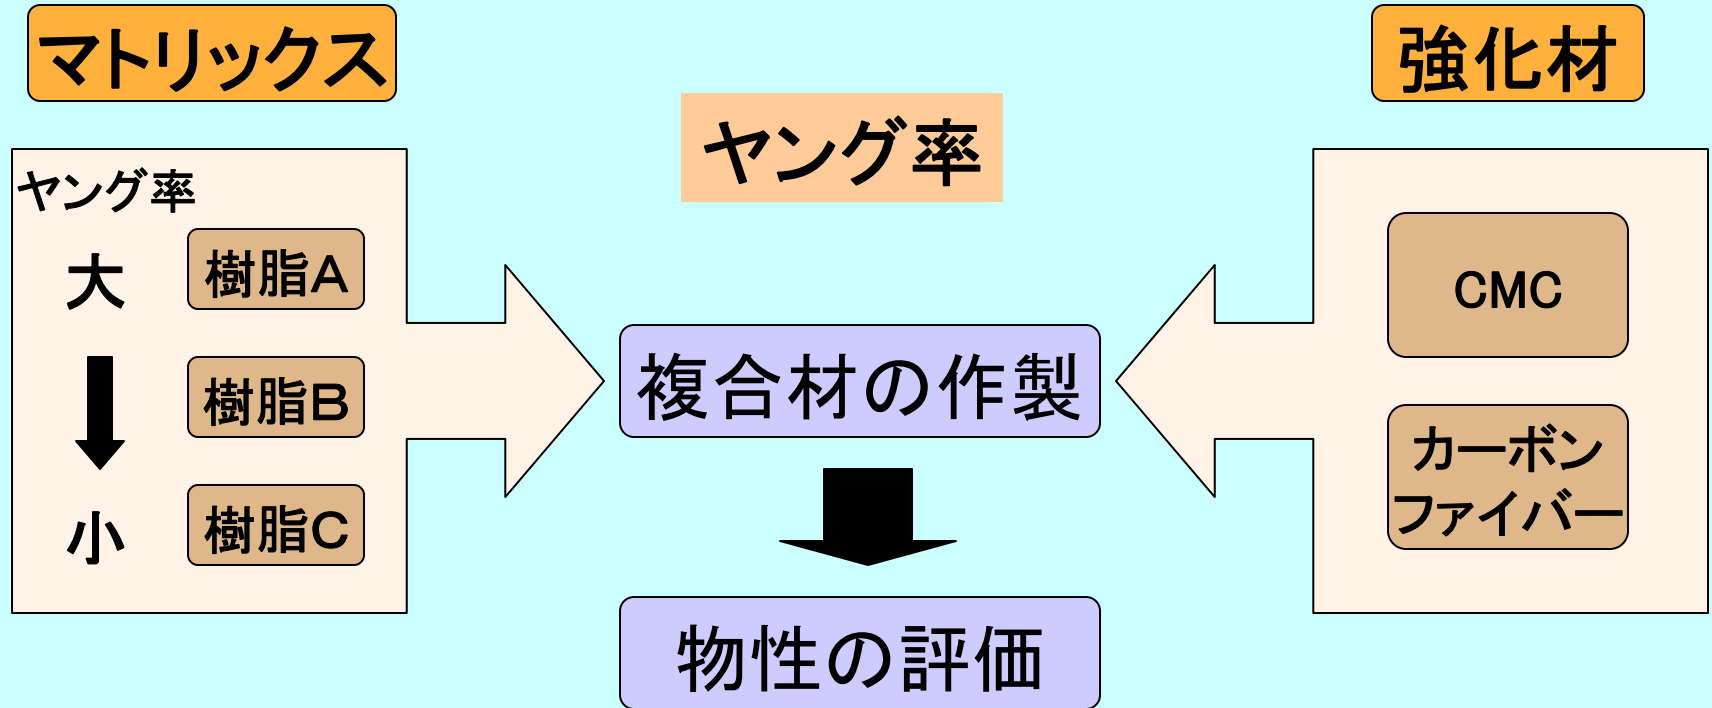 マトリックス
強化材
ヤング率
ヤング率
大
樹脂A
樹脂B
小
樹脂C
複合材の作製
CMC
カーボン
ファイバー
物性の評価